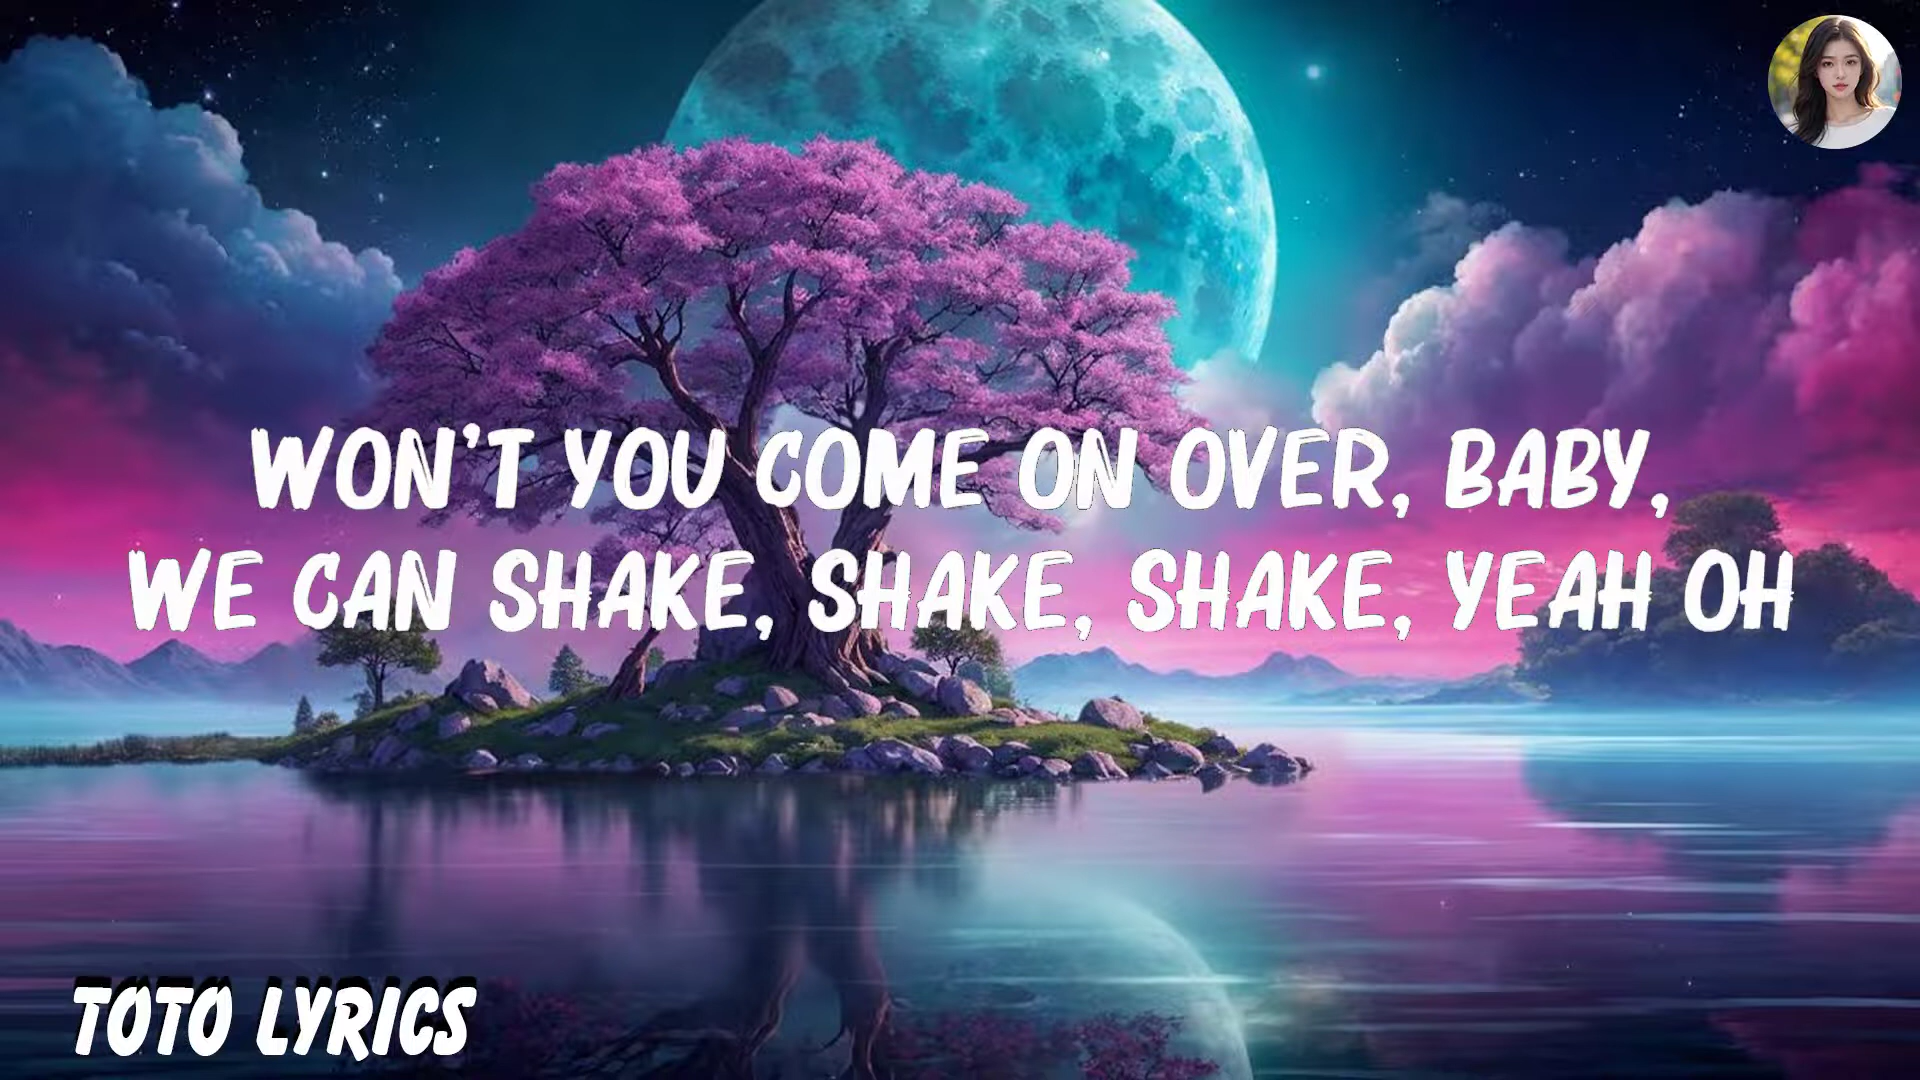 WON'T YOU COME ON OVER, BABY,
WE CAN SHAKE, SHAKE, SHAKE, YEAH OH
TOTO LYRICS